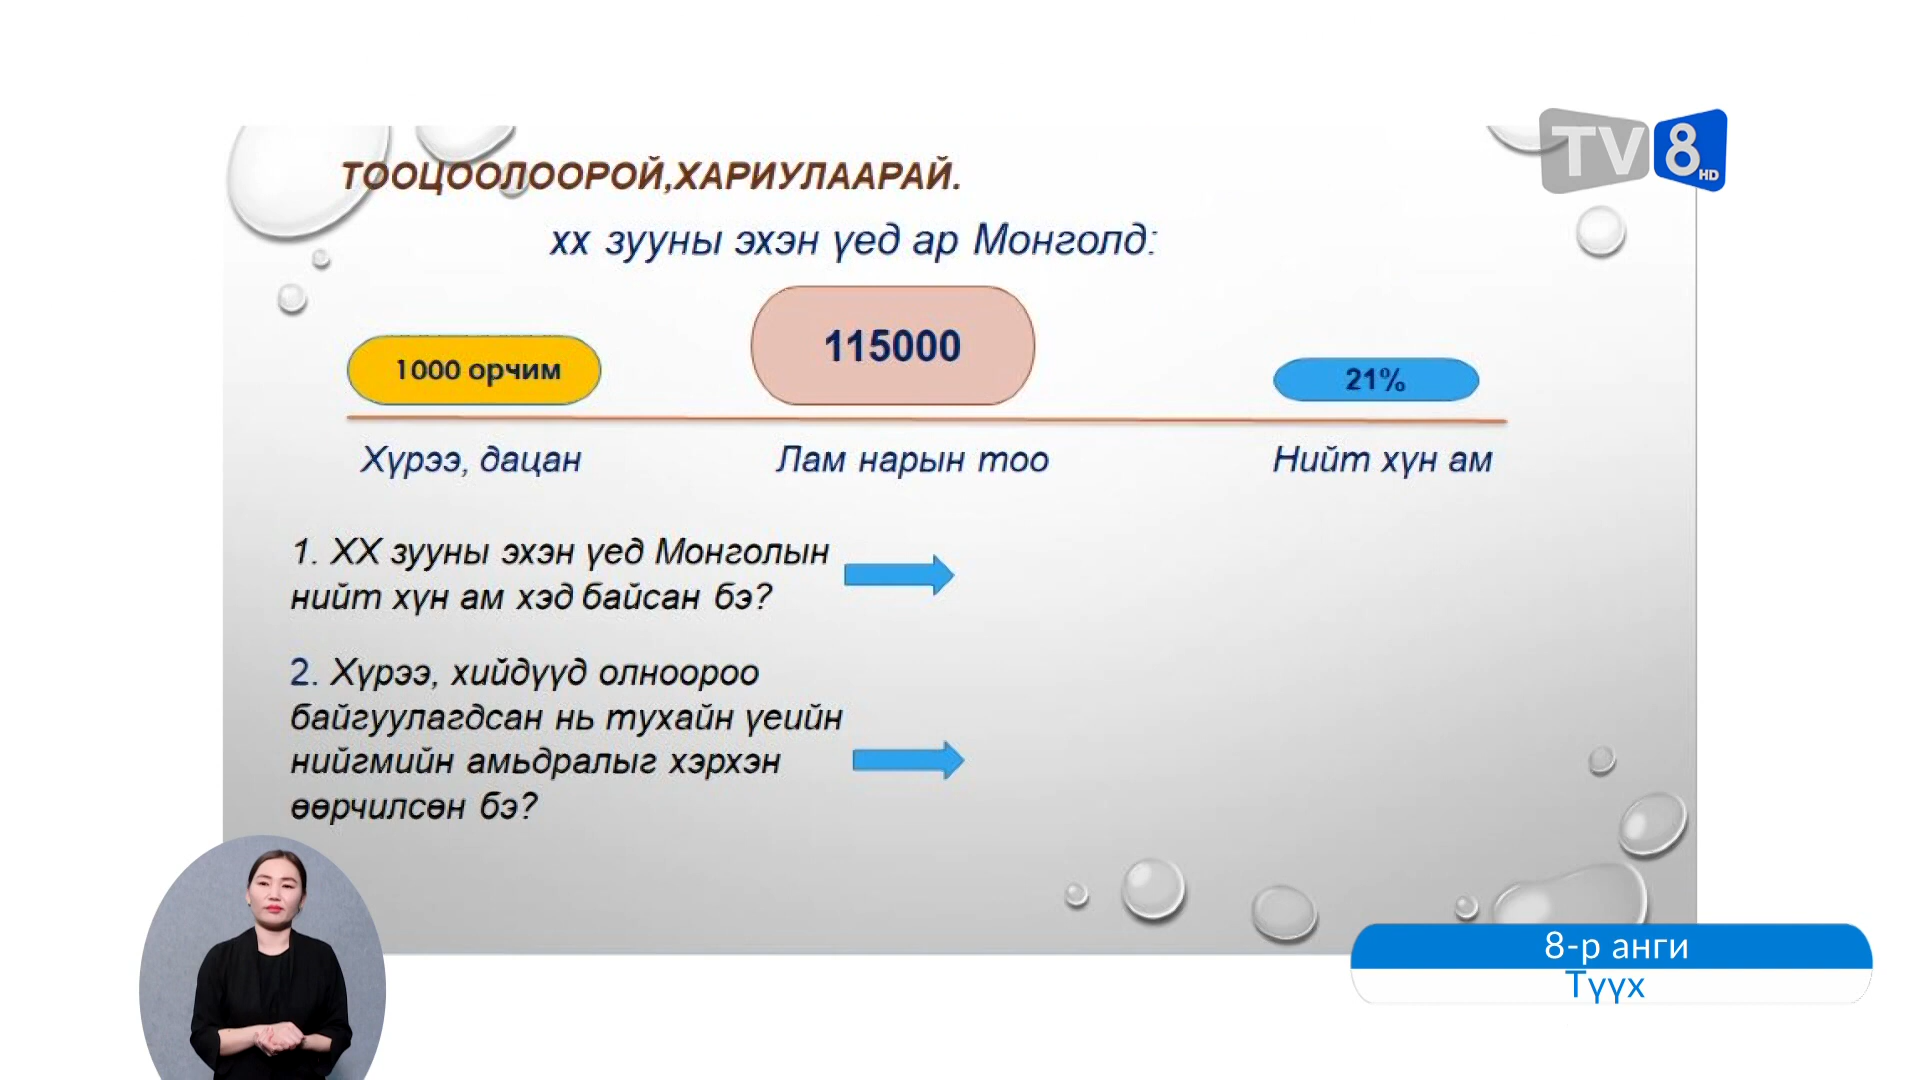 TV8 HD
ТООЦООЛООРОЙ,ХАРИУЛААРАЙ.
хх зууны эхэн үед ар Монголд:
1000 орчим
115000
21%
Хүрээ, дацан
Лам нарын тоо
Нийт хүн ам
1. ХХ зууны эхэн үед Монголын
нийт хүн ам хэд байсан бэ?
2. Хүрээ, хийдүүд олноороо
байгуулагдсан нь тухайн үеийн
нийгмийн амьдралыг хэрхэн
өөрчилсөн бэ?
8-р анги
Түүх